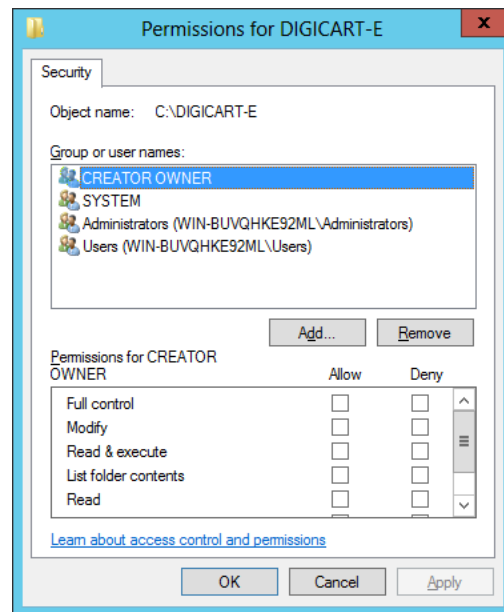 Permissions for DIGICART-E
x
Security
Object name: C:\DIGICART-E
Group or user names:
CREATOR OWNER
SYSTEM
Administrators (WIN-BUVQHKE92ML\Administrators)
Users (WIN-BUVQHKE92ML\Users)
Add... Remove
Permissions for CREATOR
OWNER Allow Deny
Full control
Modify
Read & execute
List folder contents
Read
Learn about access control and permissions
OK Cancel Apply